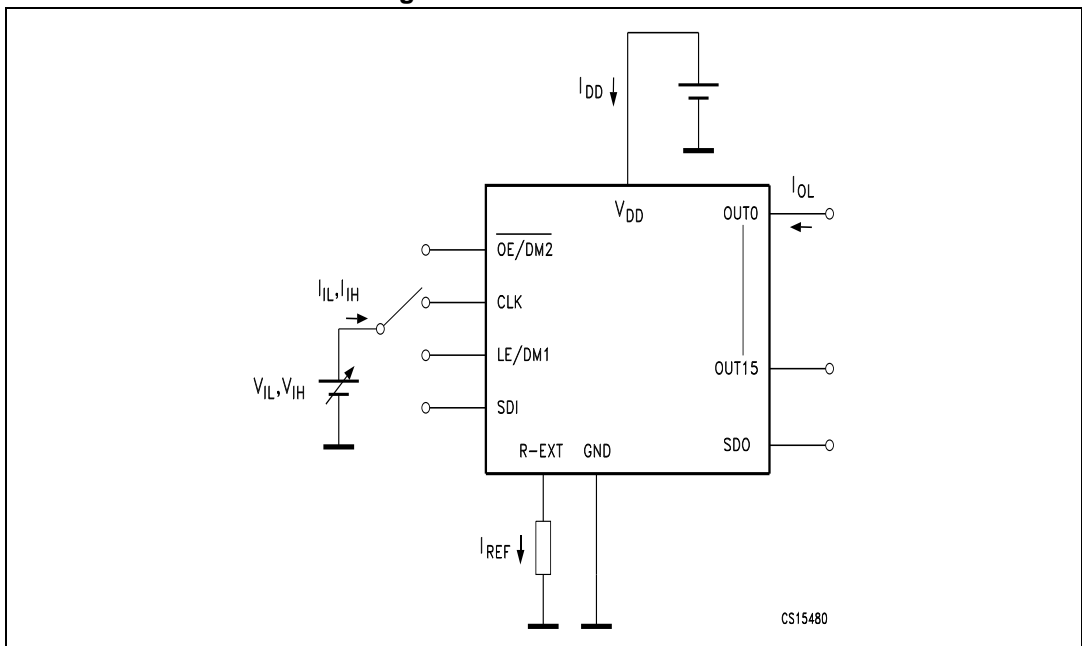 I_DD
V_DD
OUT0
I_OL
OE/DM2
CLK
I_IL,I_IH
LE/DM1
OUT15
V_IL,V_IH
SDI
SDO
R-EXT
GND
I_REF
CS15480